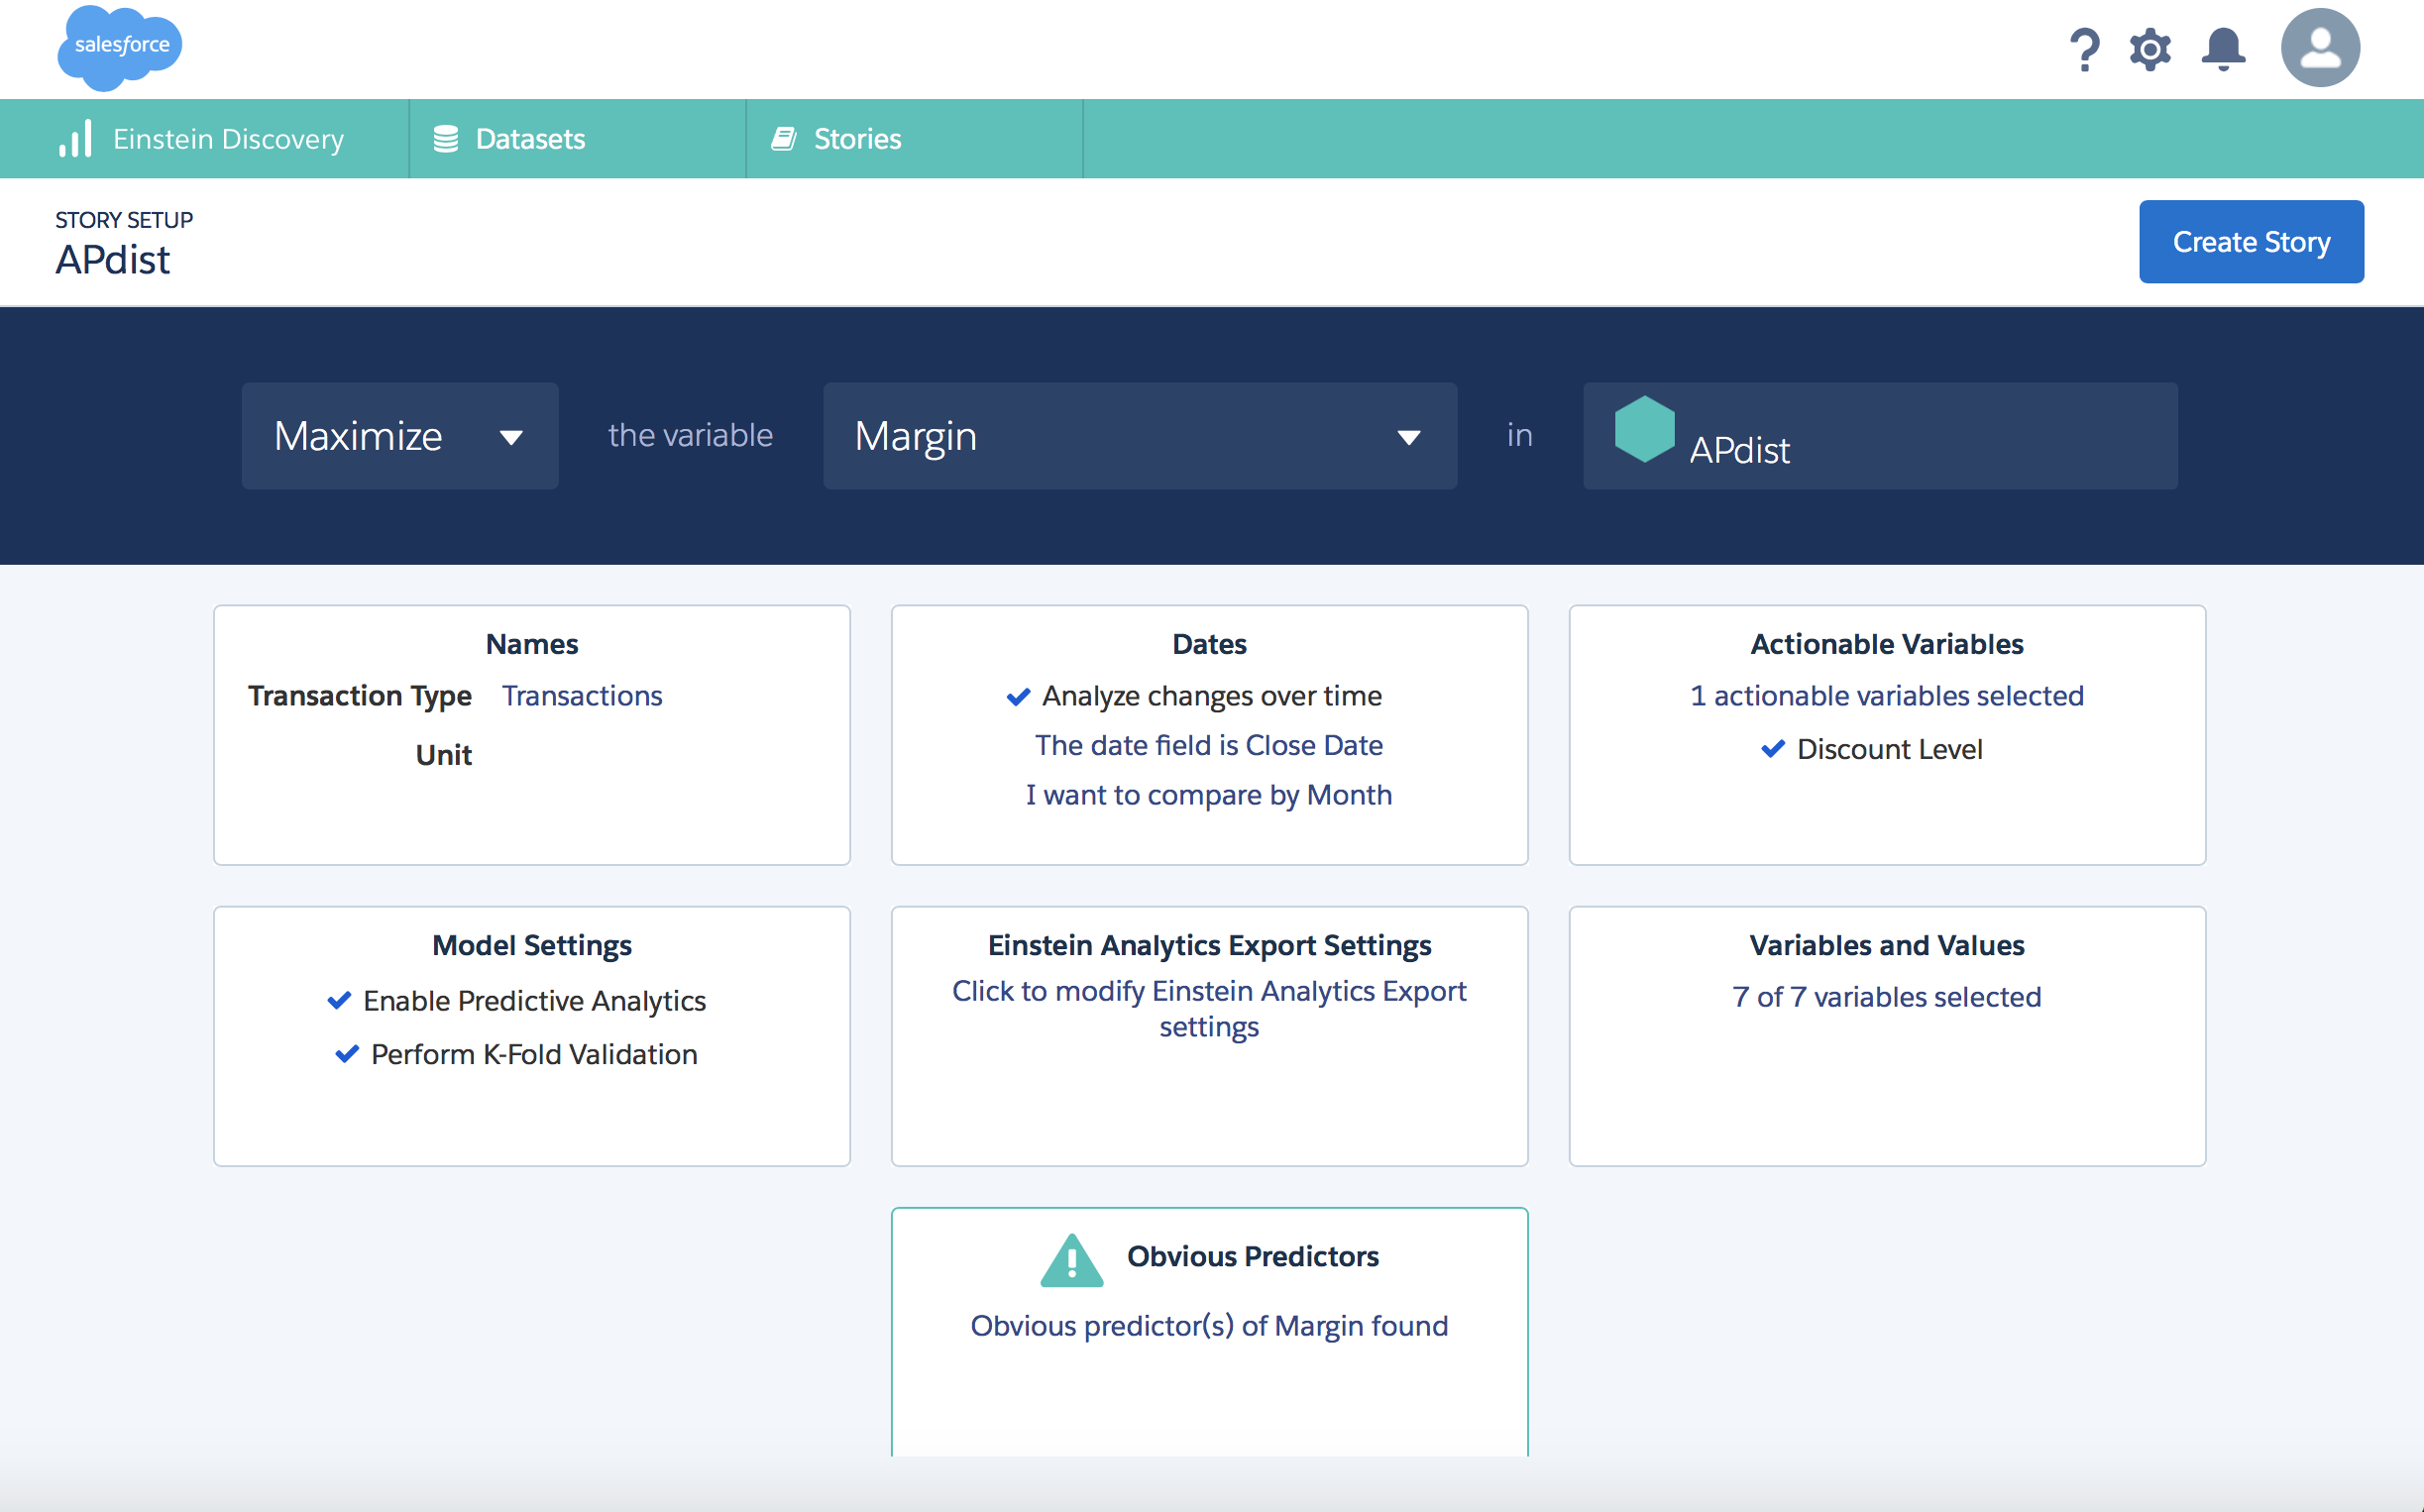 salesforce
Einstein Discovery
Datasets
Stories
STORY SETUP
APdist
Create Story
Maximize
the variable
Margin
in
APdist
Names
Transaction Type Transactions
Unit
Dates
Analyze changes over time
The date field is Close Date
I want to compare by Month
Actionable Variables
1 actionable variables selected
Discount Level
Model Settings
Enable Predictive Analytics
Perform K-Fold Validation
Einstein Analytics Export Settings
Click to modify Einstein Analytics Export
settings
Variables and Values
7 of 7 variables selected
Obvious Predictors
Obvious predictor(s) of Margin found